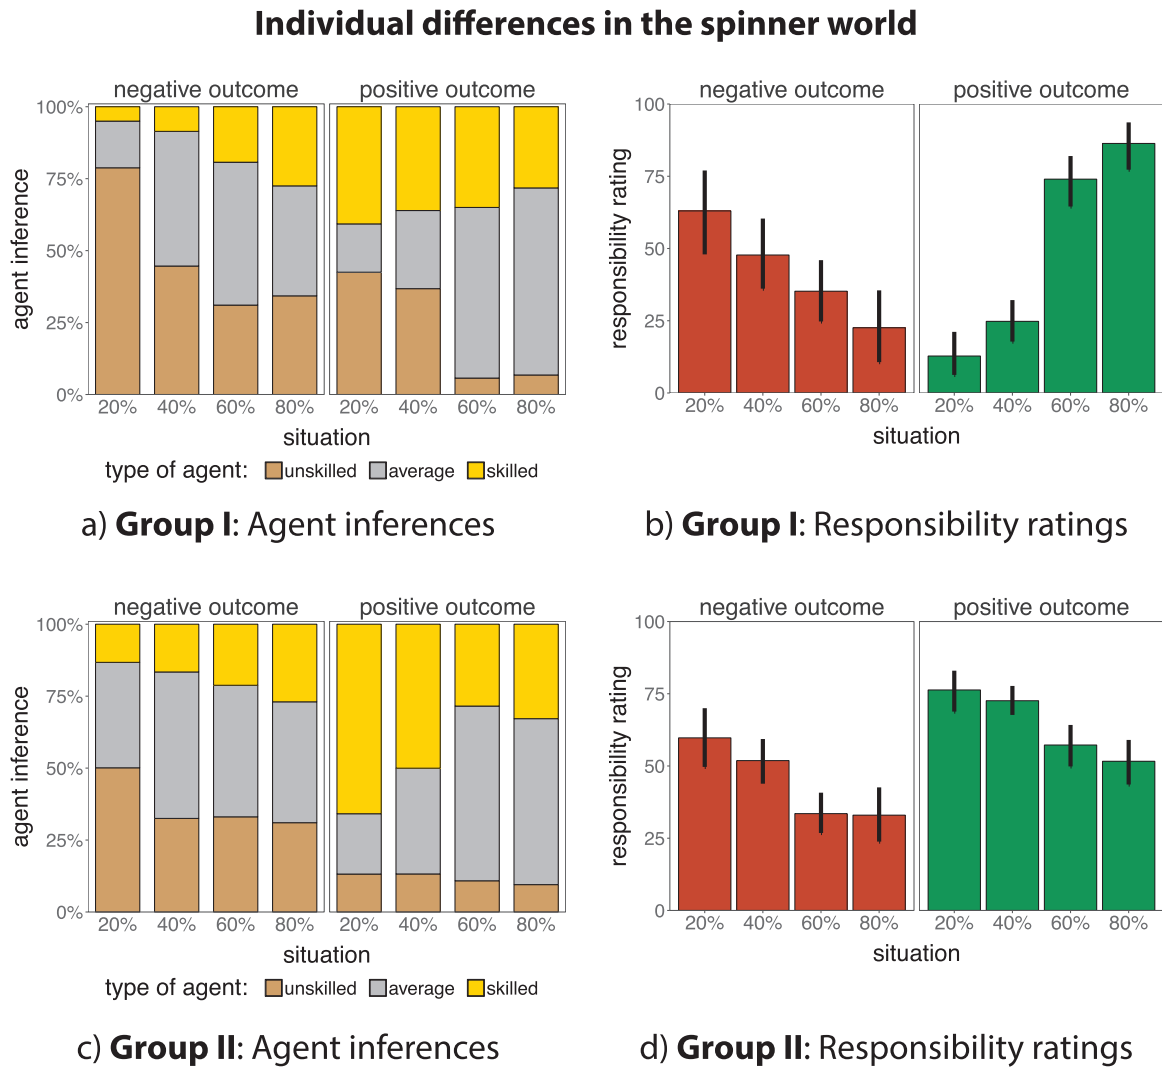 Individual differences in the spinner world
negative outcome positive outcome
100%
75%
50%
25%
0%
agent inference
20% 40% 60% 80% 20% 40% 60% 80%
situation
type of agent: unskilled average skilled
a) Group I: Agent inferences
negative outcome positive outcome
100
75
50
25
0
responsibility rating
20% 40% 60% 80% 20% 40% 60% 80%
situation
b) Group I: Responsibility ratings
negative outcome positive outcome
100%
75%
50%
25%
0%
agent inference
20% 40% 60% 80% 20% 40% 60% 80%
situation
type of agent: unskilled average skilled
c) Group II: Agent inferences
negative outcome positive outcome
100
75
50
25
0
responsibility rating
20% 40% 60% 80% 20% 40% 60% 80%
situation
d) Group II: Responsibility ratings